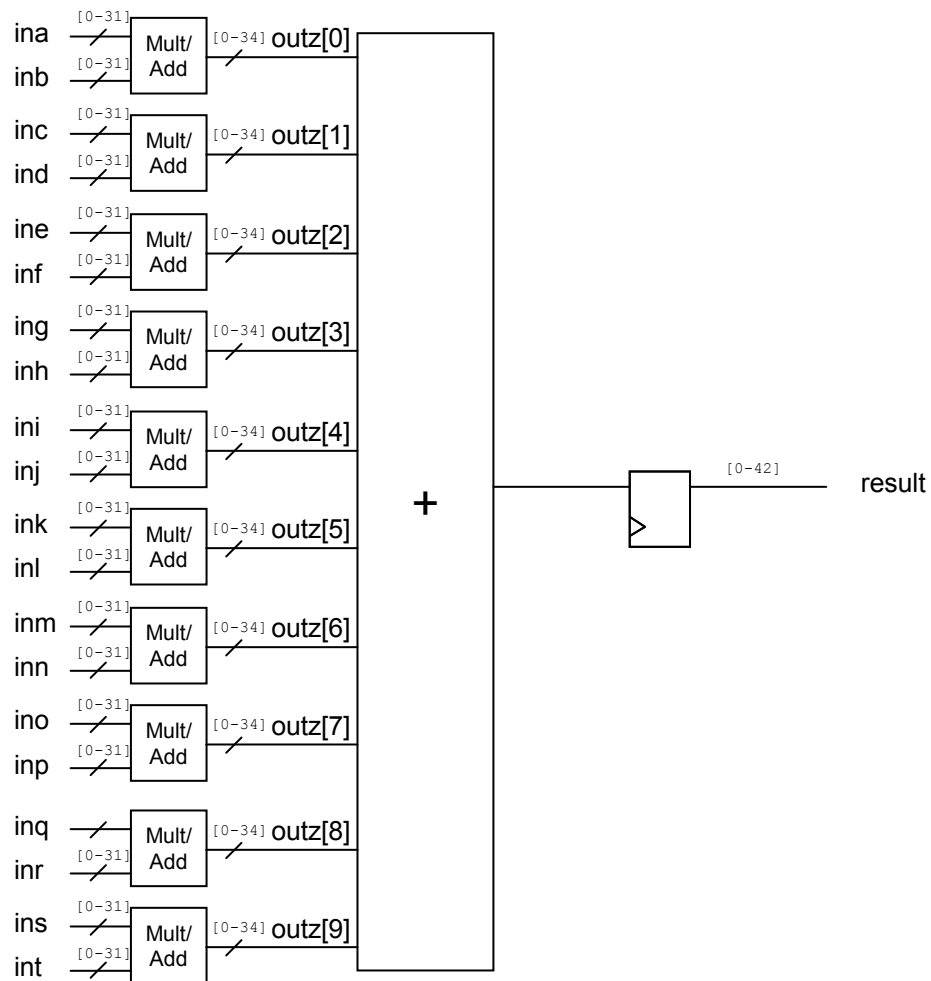 [0-31]
ina
Mult/
Add
[0-34] outz[0]
[0-31]
inb
[0-31]
inc
Mult/
Add
[0-34] outz[1]
[0-31]
ind
[0-31]
ine
Mult/
Add
[0-34] outz[2]
[0-31]
inf
[0-31]
ing
Mult/
Add
[0-34] outz[3]
[0-31]
inh
[0-31]
ini
Mult/
Add
[0-34] outz[4]
[0-31]
inj
[0-31]
ink
Mult/
Add
[0-34] outz[5]
[0-31]
inl
[0-31]
inm
Mult/
Add
[0-34] outz[6]
[0-31]
inn
[0-31]
ino
Mult/
Add
[0-34] outz[7]
[0-31]
inp
inq
Mult/
Add
[0-34] outz[8]
[0-31]
inr
[0-31]
ins
Mult/
Add
[0-34] outz[9]
[0-31]
int
+
[0-42]
result